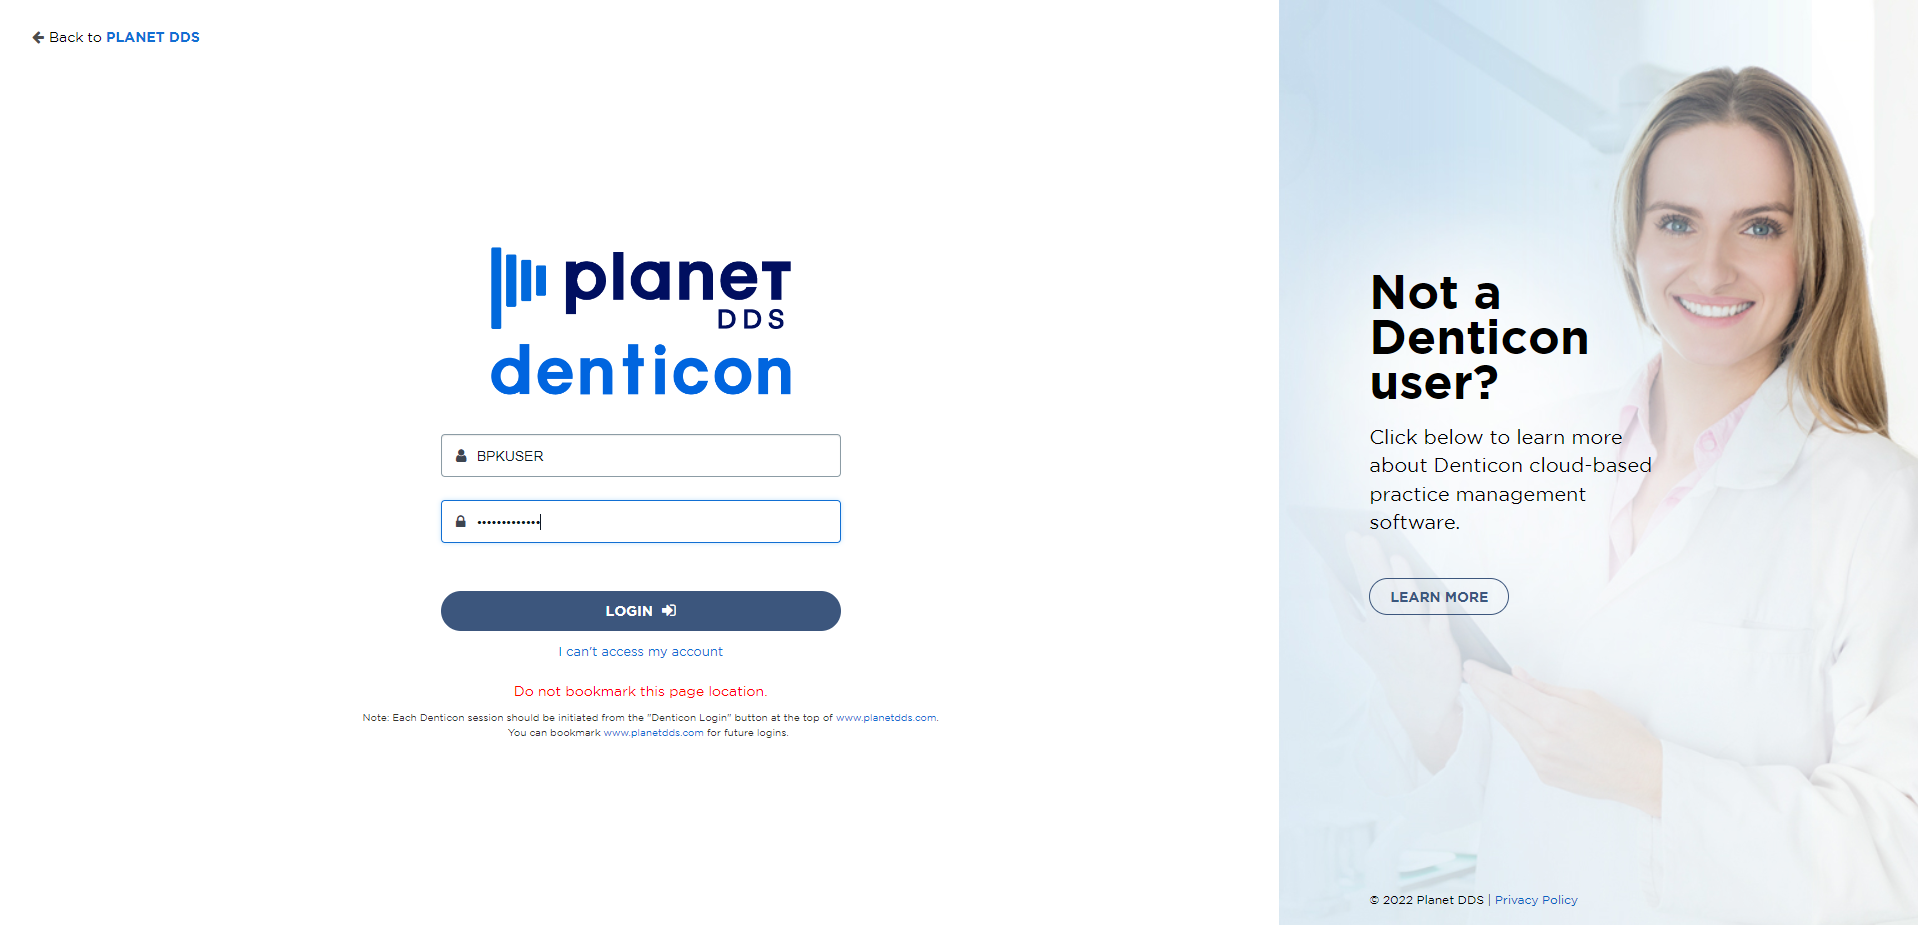 Back to PLANET DDS
planet
DDS
denticon
BPKUSER
•••••••••••••
LOGIN
I can't access my account
Do not bookmark this page location.
Note: Each Denticon session should be initiated from the "Denticon Login" button at the top of www.planetdds.com.
You can bookmark www.planetdds.com for future logins.
Not a
Denticon
user?
Click below to learn more
about Denticon cloud-based
practice management
software.
LEARN MORE
© 2022 Planet DDS | Privacy Policy